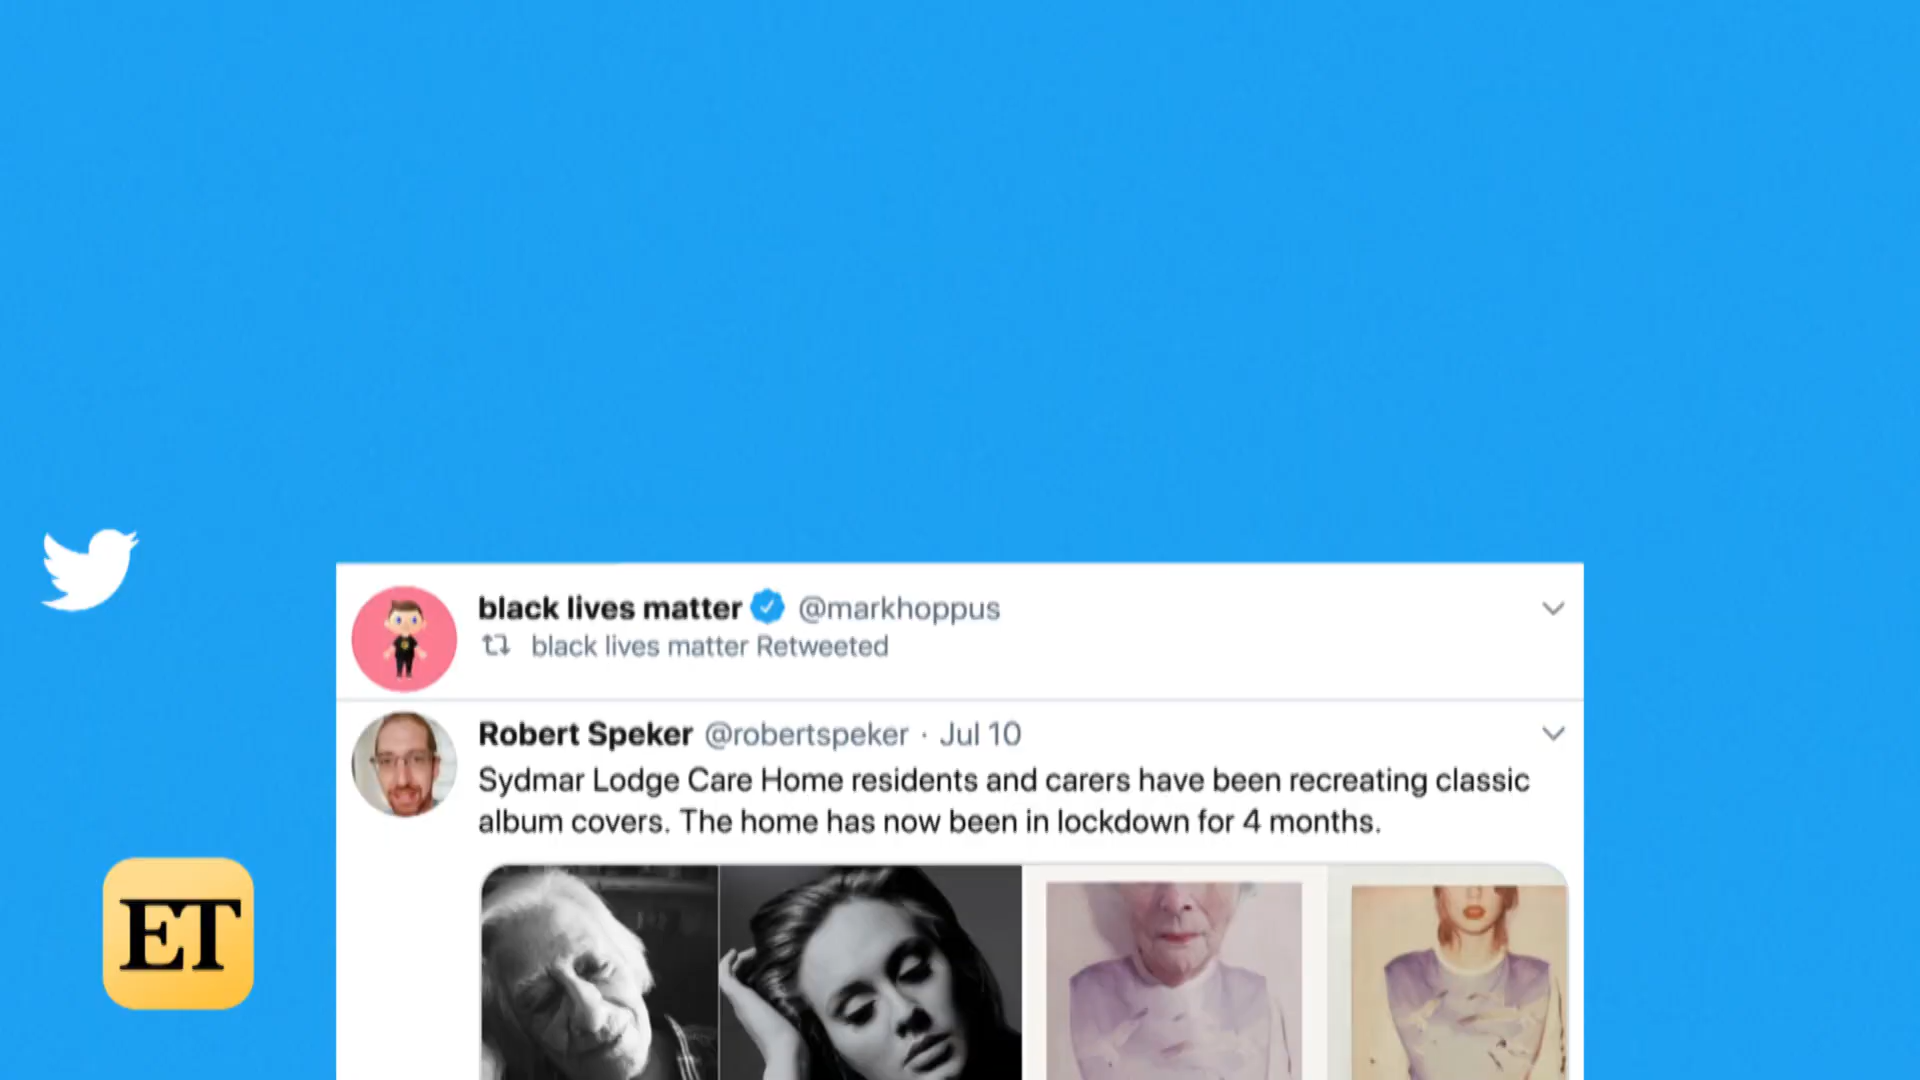 black lives matter @markhoppus
black lives matter Retweeted
Robert Speker @robertspeker · Jul 10
Sydmar Lodge Care Home residents and carers have been recreating classic
album covers. The home has now been in lockdown for 4 months.
ET